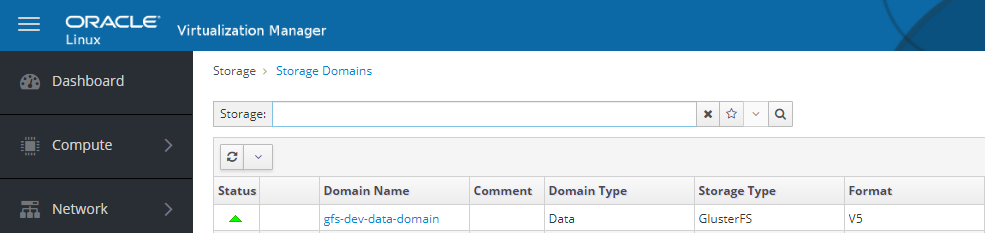 ORACLE
Linux
Virtualization Manager
Dashboard
Compute
Network
Storage > Storage Domains
Storage:
Status Domain Name Comment Domain Type Storage Type Format
gfs-dev-data-domain Data GlusterFS V5